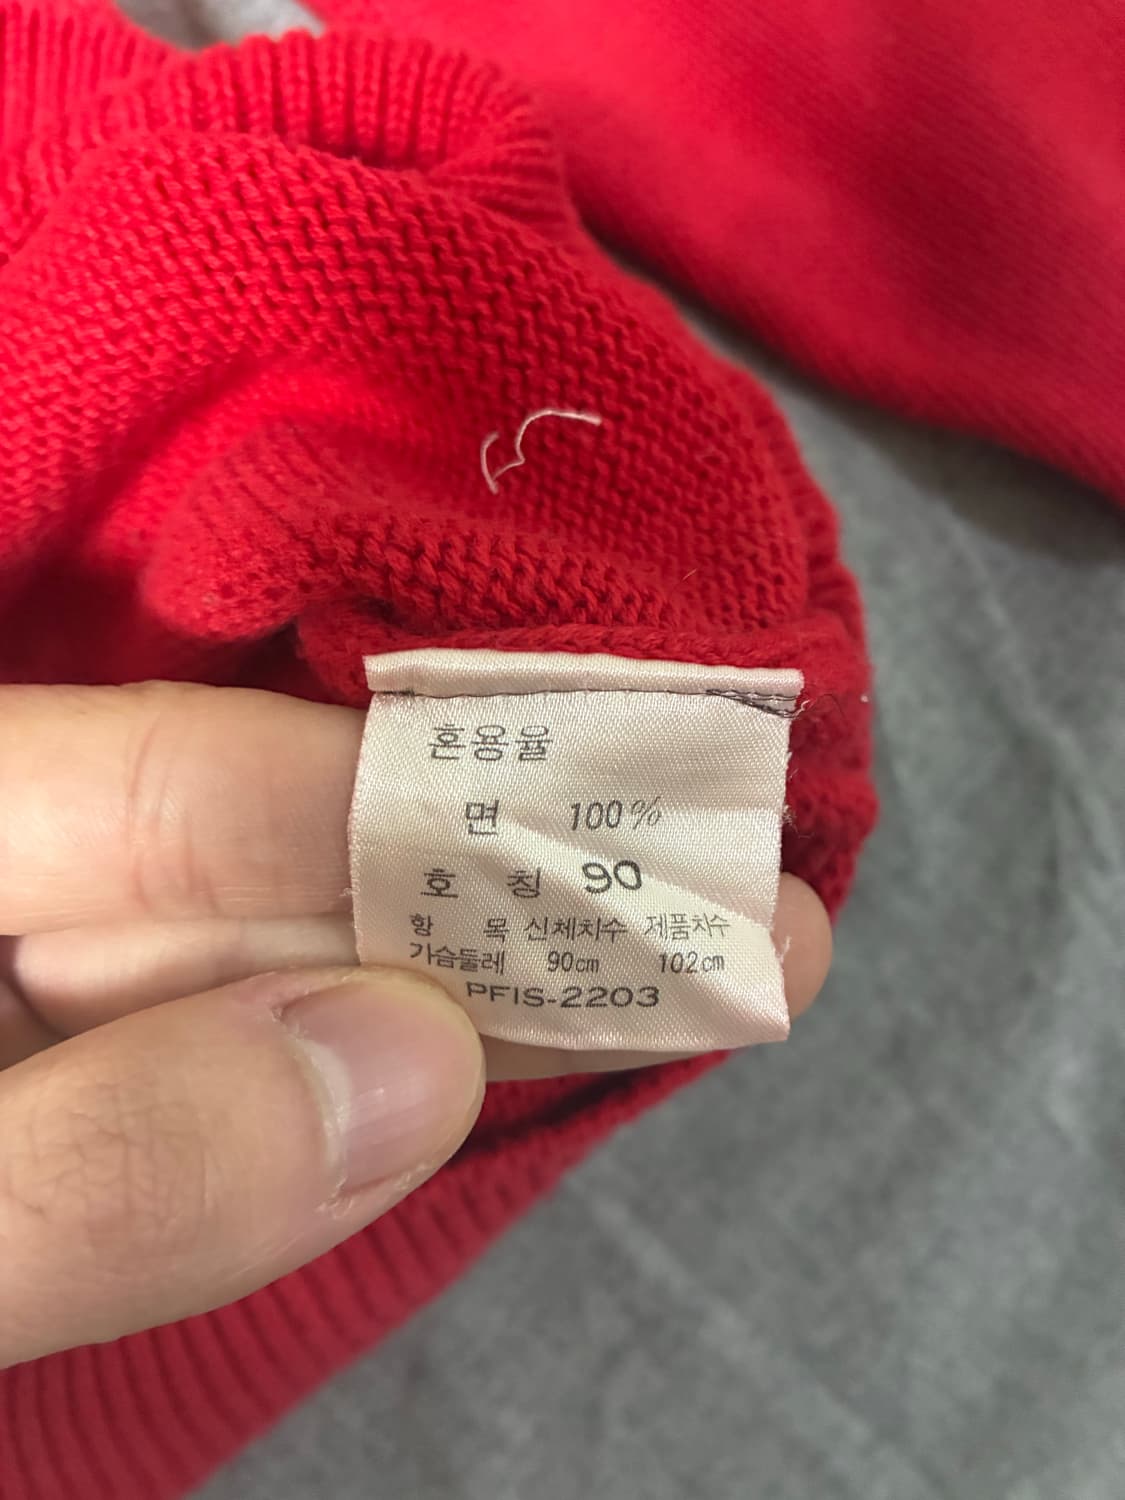 혼용율
면 100%
호 칭 90
항 목 신체치수 제품치수
가슴둘레 90cm 102cm
PFIS-2203